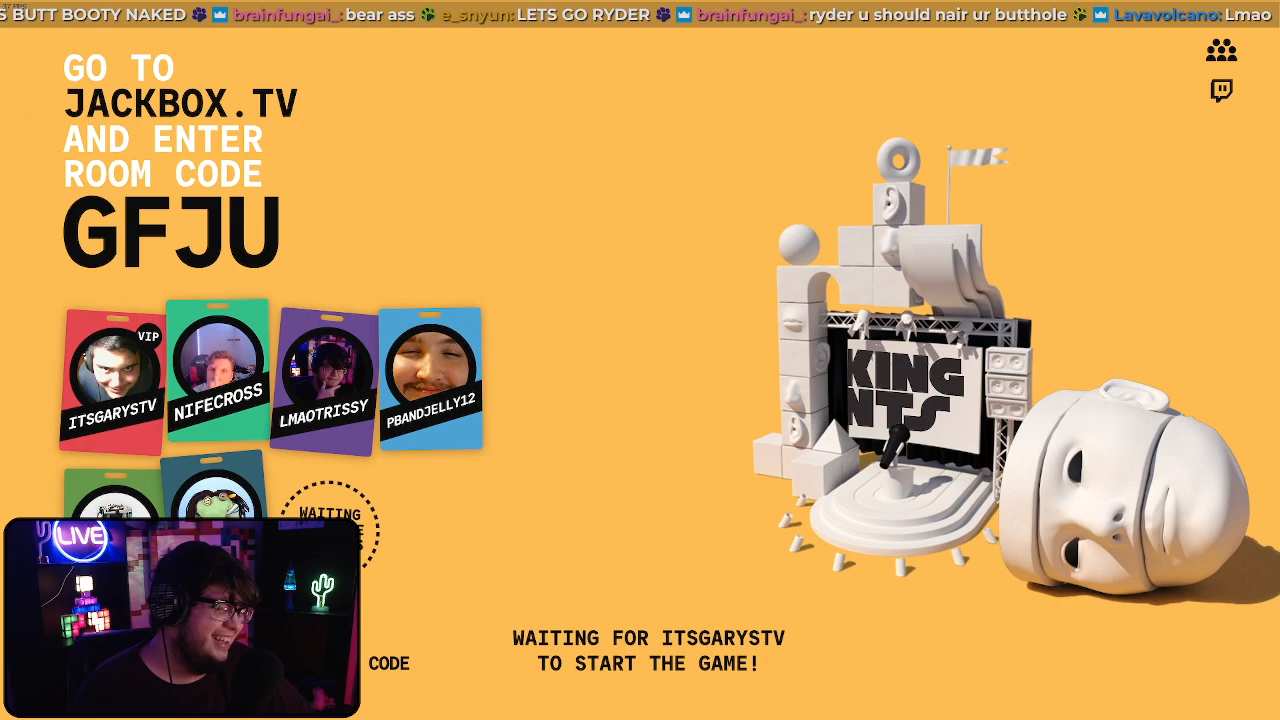 S BUTT BOOTY NAKED brainfungai_: bear ass e_snyun: LETS GO RYDER brainfungai_: ryder u should nair ur butthole Lavavolcano: Lmao
GO TO
JACKBOX.TV
AND ENTER
ROOM CODE
GFJU
VIP
ITSGARYSTV
NIFECROSS
LMAOTRISSY
PBANDJELLY12
WAITING
LIVE
KING
NTS
CODE
WAITING FOR ITSGARYSTV
TO START THE GAME!